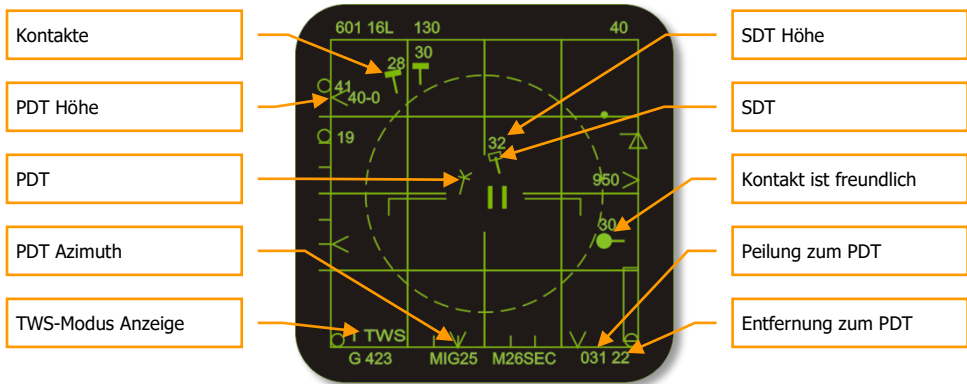 Kontakte
PDT Höhe
PDT
PDT Azimuth
TWS-Modus Anzeige
601 16L 130 40
30
28
41
40-0
19
32
950
30
TWS
G 423 MIG25 M26SEC 031 22
SDT Höhe
SDT
Kontakt ist freundlich
Peilung zum PDT
Entfernung zum PDT